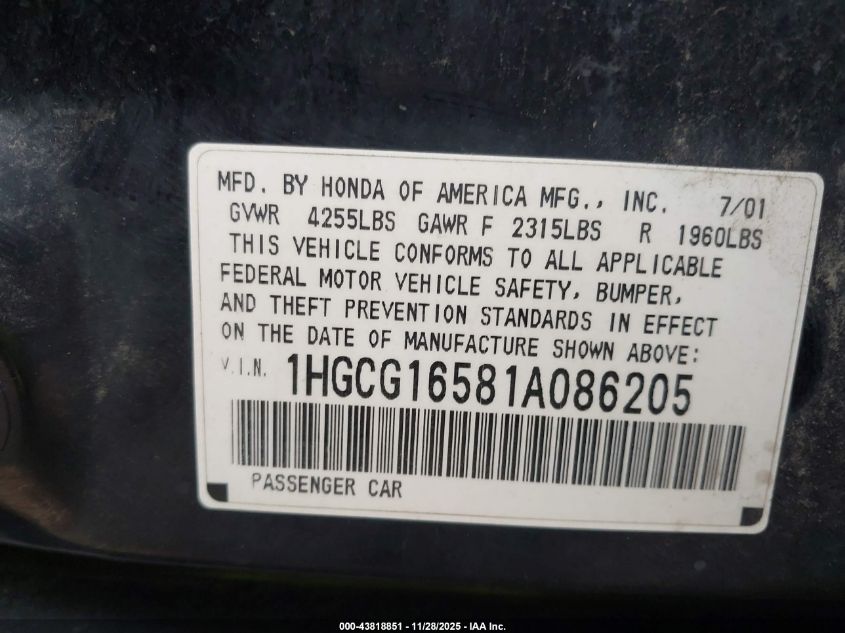 MFD. BY HONDA OF AMERICA MFG., INC. 7/01
GVWR 4255LBS GAWR F 2315LBS R 1960LBS
THIS VEHICLE CONFORMS TO ALL APPLICABLE
FEDERAL MOTOR VEHICLE SAFETY, BUMPER,
AND THEFT PREVENTION STANDARDS IN EFFECT
ON THE DATE OF MANUFACTURE SHOWN ABOVE:
V.I.N. 1HGCG16581A086205
PASSENGER CAR
000-43818851 | 11/28/2025 - IAA Inc.